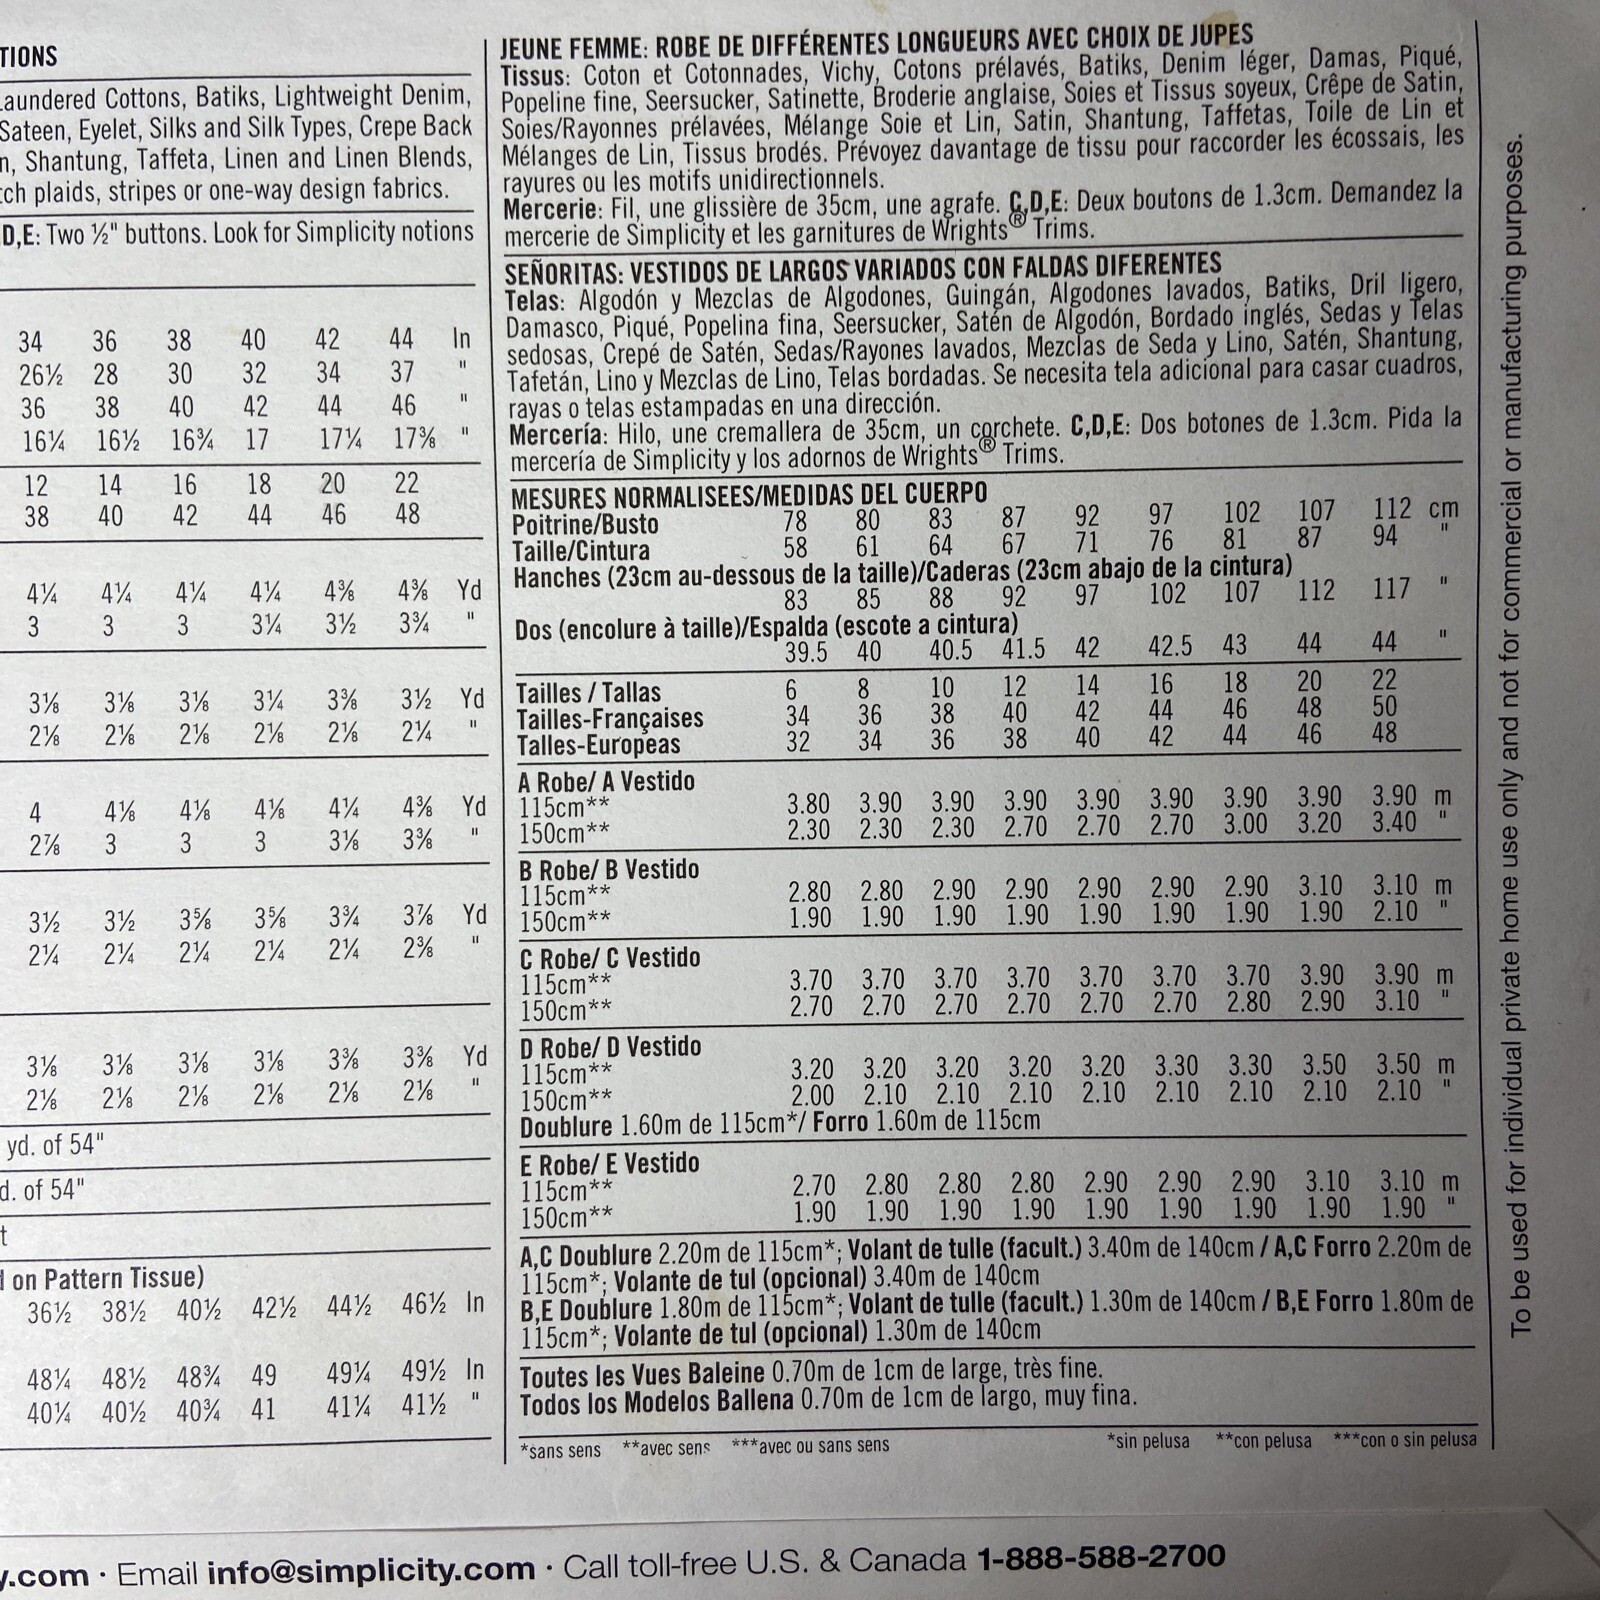 TIONS
Laundered Cottons, Batiks, Lightweight Denim,
Sateen, Eyelet, Silks and Silk Types, Crepe Back
n, Shantung, Taffeta, Linen and Linen Blends,
tch plaids, stripes or one-way design fabrics.
D,E: Two ½" buttons. Look for Simplicity notions
34 36 38 40 42 44 In
26½ 28 30 32 34 37 "
36 38 40 42 44 46 "
16¼ 16½ 16¾ 17 17¼ 17⅜ "
12 14 16 18 20 22
38 40 42 44 46 48
4¼ 4¼ 4¼ 4¼ 4⅜ 4⅜ Yd
3 3 3 3¼ 3½ 3¾ "
3⅛ 3⅛ 3⅛ 3¼ 3⅜ 3½ Yd
2⅛ 2⅛ 2⅛ 2⅛ 2⅛ 2¼ "
4 4⅛ 4⅛ 4⅛ 4¼ 4⅜ Yd
2⅞ 3 3 3 3⅛ 3⅜ "
3½ 3½ 3⅝ 3⅝ 3¾ 3⅞ Yd
2¼ 2¼ 2¼ 2¼ 2¼ 2⅜ "
3⅛ 3⅛ 3⅛ 3⅛ 3⅜ 3⅜ Yd
2⅛ 2⅛ 2⅛ 2⅛ 2⅛ 2⅛ "
yd. of 54"
d. of 54"
t
d on Pattern Tissue)
36½ 38½ 40½ 42½ 44½ 46½ In
48¼ 48½ 48¾ 49 49¼ 49½ In
40¼ 40½ 40¾ 41 41¼ 41½ "
JEUNE FEMME: ROBE DE DIFFÉRENTES LONGUEURS AVEC CHOIX DE JUPES
Tissus: Coton et Cotonnades, Vichy, Cotons prélavés, Batiks, Denim léger, Damas, Piqué,
Popeline fine, Seersucker, Satinette, Broderie anglaise, Soies et Tissus soyeux, Crêpe de Satin,
Soies/Rayonnes prélavées, Mélange Soie et Lin, Satin, Shantung, Taffetas, Toile de Lin et
Mélanges de Lin, Tissus brodés. Prévoyez davantage de tissu pour raccorder les écossais, les
rayures ou les motifs unidirectionnels.
Mercerie: Fil, une glissière de 35cm, une agrafe. C,D,E: Deux boutons de 1.3cm. Demandez la
mercerie de Simplicity et les garnitures de Wrights® Trims.
SEÑORITAS: VESTIDOS DE LARGOS VARIADOS CON FALDAS DIFERENTES
Telas: Algodón y Mezclas de Algodones, Guingán, Algodones lavados, Batiks, Dril ligero,
Damasco, Piqué, Popelina fina, Seersucker, Satén de Algodón, Bordado inglés, Sedas y Telas
sedosas, Crepé de Satén, Sedas/Rayones lavados, Mezclas de Seda y Lino, Satén, Shantung,
Tafetán, Lino y Mezclas de Lino, Telas bordadas. Se necesita tela adicional para casar cuadros,
rayas o telas estampadas en una dirección.
Mercería: Hilo, une cremallera de 35cm, un corchete. C,D,E: Dos botones de 1.3cm. Pida la
mercería de Simplicity y los adornos de Wrights® Trims.
MESURES NORMALISEES/MEDIDAS DEL CUERPO
Poitrine/Busto 78 80 83 87 92 97 102 107 112 cm
Taille/Cintura 58 61 64 67 71 76 81 87 94 "
Hanches (23cm au-dessous de la taille)/Caderas (23cm abajo de la cintura)
83 85 88 92 97 102 107 112 117 "
Dos (encolure à taille)/Espalda (escote a cintura)
39.5 40 40.5 41.5 42 42.5 43 44 44 "
Tailles / Tallas 6 8 10 12 14 16 18 20 22
Tailles-Françaises 34 36 38 40 42 44 46 48 50
Talles-Europeas 32 34 36 38 40 42 44 46 48
A Robe/ A Vestido
115cm** 3.80 3.90 3.90 3.90 3.90 3.90 3.90 3.90 3.90 m
150cm** 2.30 2.30 2.30 2.70 2.70 2.70 3.00 3.20 3.40 "
B Robe/ B Vestido
115cm** 2.80 2.80 2.90 2.90 2.90 2.90 2.90 3.10 3.10 m
150cm** 1.90 1.90 1.90 1.90 1.90 1.90 1.90 1.90 2.10 "
C Robe/ C Vestido
115cm** 3.70 3.70 3.70 3.70 3.70 3.70 3.70 3.90 3.90 m
150cm** 2.70 2.70 2.70 2.70 2.70 2.70 2.80 2.90 3.10 "
D Robe/ D Vestido
115cm** 3.20 3.20 3.20 3.20 3.20 3.30 3.30 3.50 3.50 m
150cm** 2.00 2.10 2.10 2.10 2.10 2.10 2.10 2.10 2.10 "
Doublure 1.60m de 115cm*/ Forro 1.60m de 115cm
E Robe/ E Vestido
115cm** 2.70 2.80 2.80 2.80 2.90 2.90 2.90 3.10 3.10 m
150cm** 1.90 1.90 1.90 1.90 1.90 1.90 1.90 1.90 1.90 "
A,C Doublure 2.20m de 115cm*; Volant de tulle (facult.) 3.40m de 140cm / A,C Forro 2.20m de
115cm*; Volante de tul (opcional) 3.40m de 140cm
B,E Doublure 1.80m de 115cm*; Volant de tulle (facult.) 1.30m de 140cm / B,E Forro 1.80m de
115cm*; Volante de tul (opcional) 1.30m de 140cm
Toutes les Vues Baleine 0.70m de 1cm de large, très fine.
Todos los Modelos Ballena 0.70m de 1cm de largo, muy fina.
*sans sens **avec sens ***avec ou sans sens *sin pelusa **con pelusa ***con o sin pelusa
To be used for individual private home use only and not for commercial or manufacturing purposes.
y.com · Email info@simplicity.com · Call toll-free U.S. & Canada 1-888-588-2700